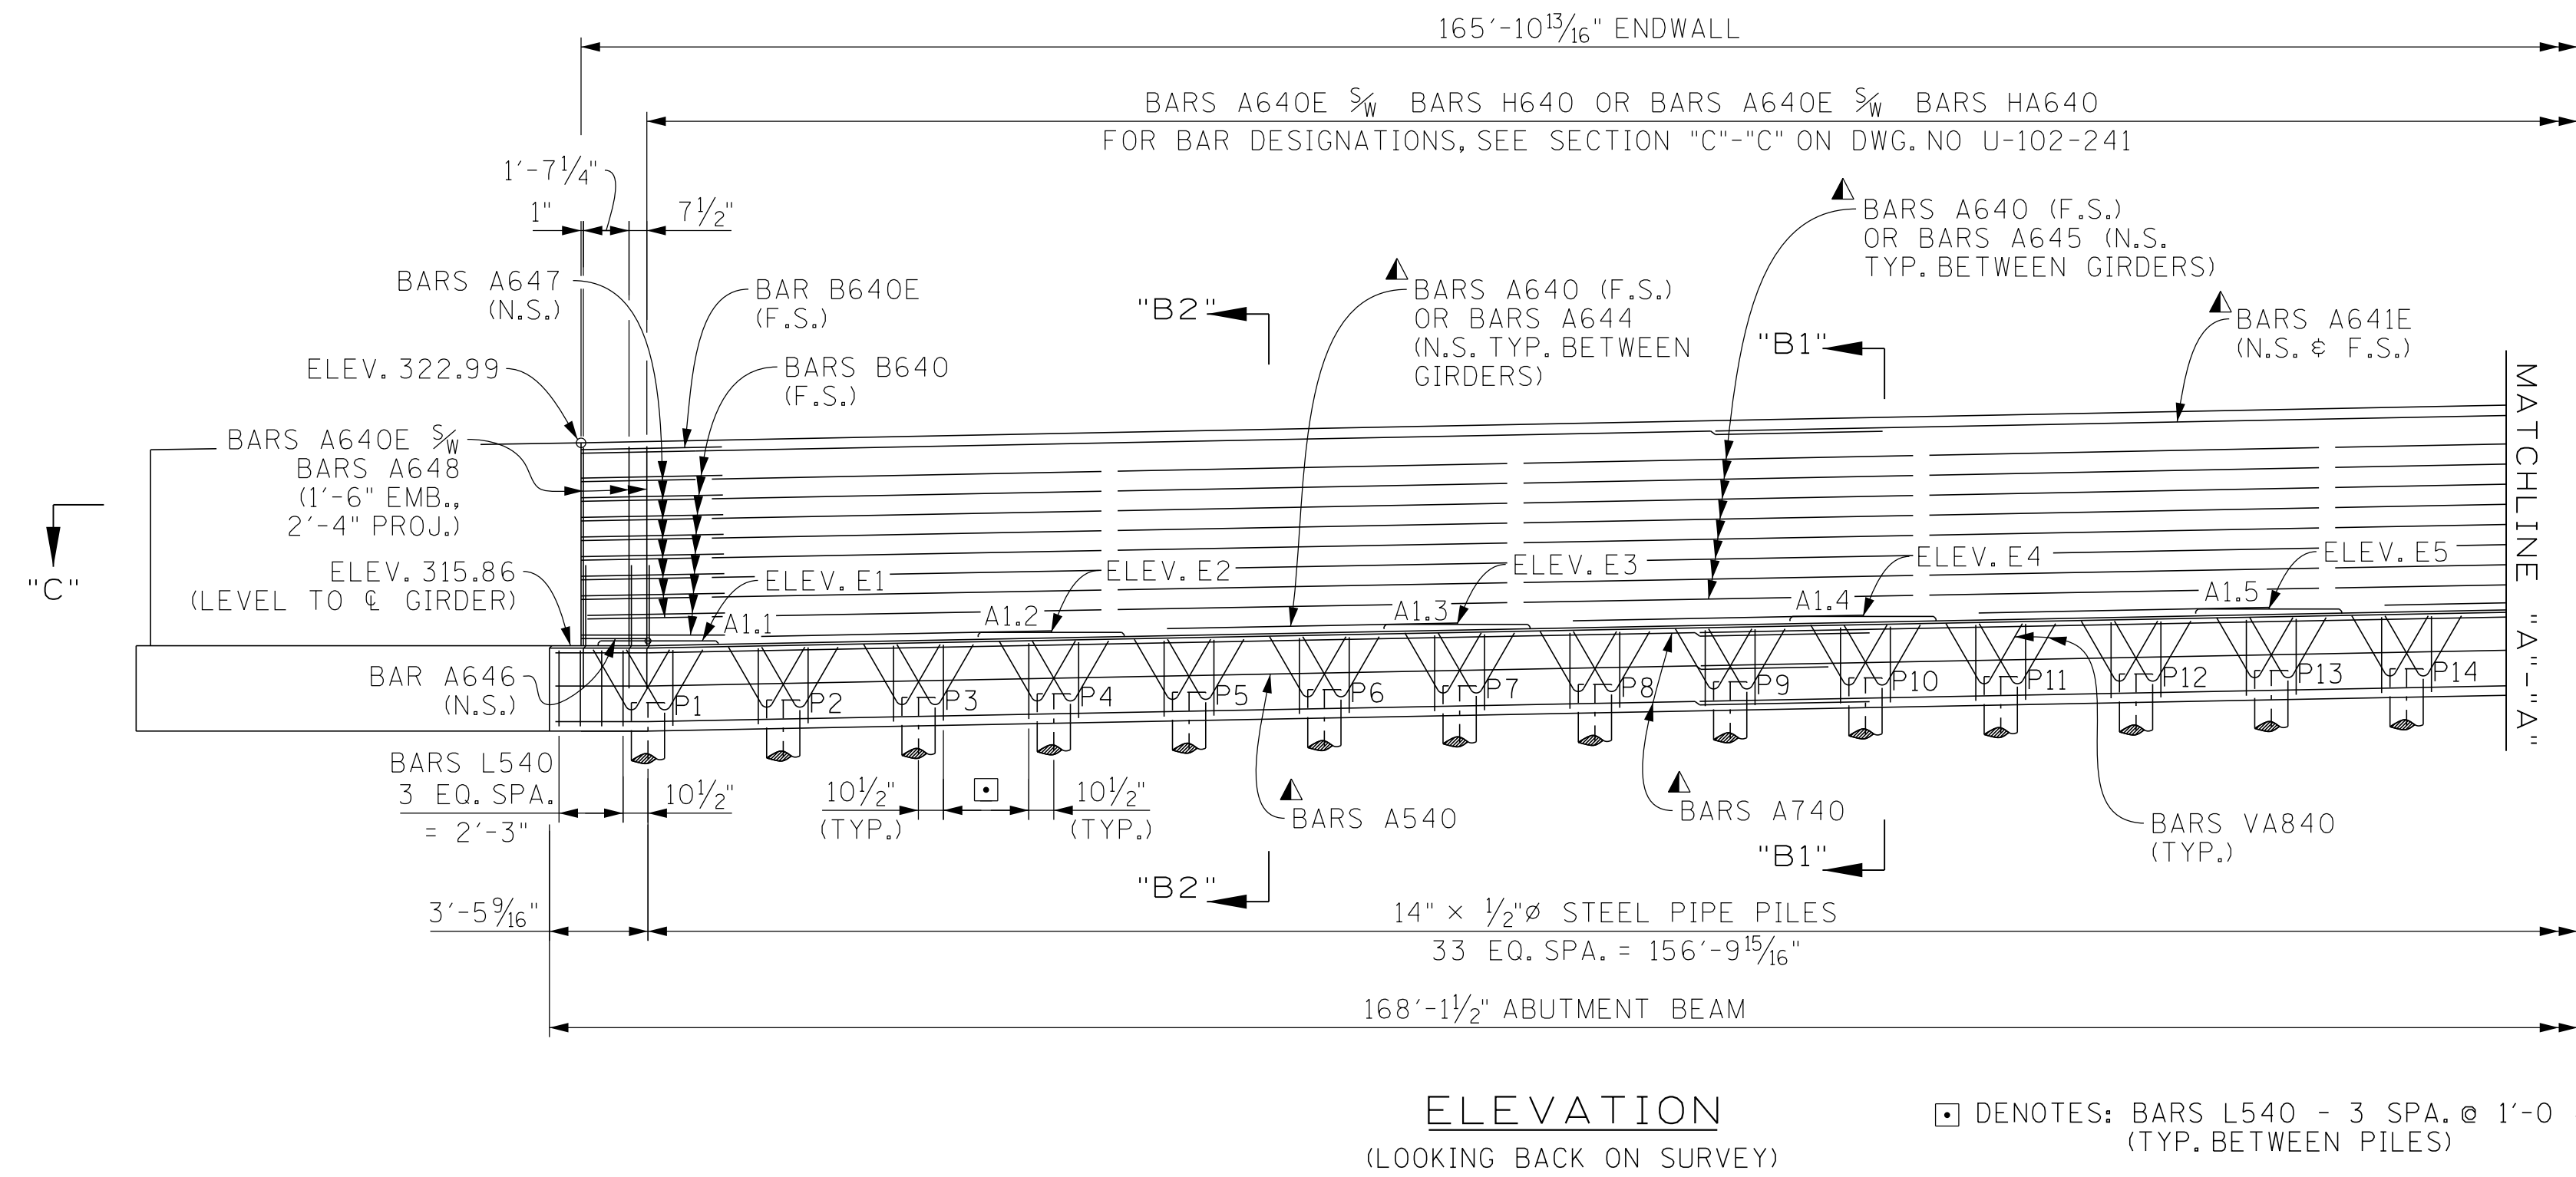 165′-10 13/16" ENDWALL
BARS A640E S/W BARS H640 OR BARS A640E S/W BARS HA640
FOR BAR DESIGNATIONS, SEE SECTION "C"-"C" ON DWG. NO U-102-241
1′-7 1/4"
1"
7 1/2"
BARS A647
(N.S.)
BAR B640E
(F.S.)
BARS B640
(F.S.)
"B2"
BARS A640 (F.S.)
OR BARS A644
(N.S. TYP. BETWEEN
GIRDERS)
BARS A640 (F.S.)
OR BARS A645 (N.S.
TYP. BETWEEN GIRDERS)
"B1"
BARS A641E
(N.S. & F.S.)
MATCHLINE "A"-"A"
ELEV. 322.99
BARS A640E S/W
BARS A648
(1′-6" EMB.,
2′-4" PROJ.)
"C"
ELEV. 315.86
(LEVEL TO ℄ GIRDER)
BAR A646
(N.S.)
ELEV. E1
ELEV. E2
ELEV. E3
ELEV. E4
ELEV. E5
A1.1
A1.2
A1.3
A1.4
A1.5
P1
P2
P3
P4
P5
P6
P7
P8
P9
P10
P11
P12
P13
P14
BARS L540
3 EQ. SPA.
= 2′-3"
10 1/2"
10 1/2"
(TYP.)
10 1/2"
(TYP.)
BARS A540
BARS A740
BARS VA840
(TYP.)
"B2"
"B1"
3′-5 9/16"
14" × 1/2"ø STEEL PIPE PILES
33 EQ. SPA. = 156′-9 15/16"
168′-1 1/2" ABUTMENT BEAM
ELEVATION
(LOOKING BACK ON SURVEY)
DENOTES: BARS L540 - 3 SPA. @ 1′-0
(TYP. BETWEEN PILES)